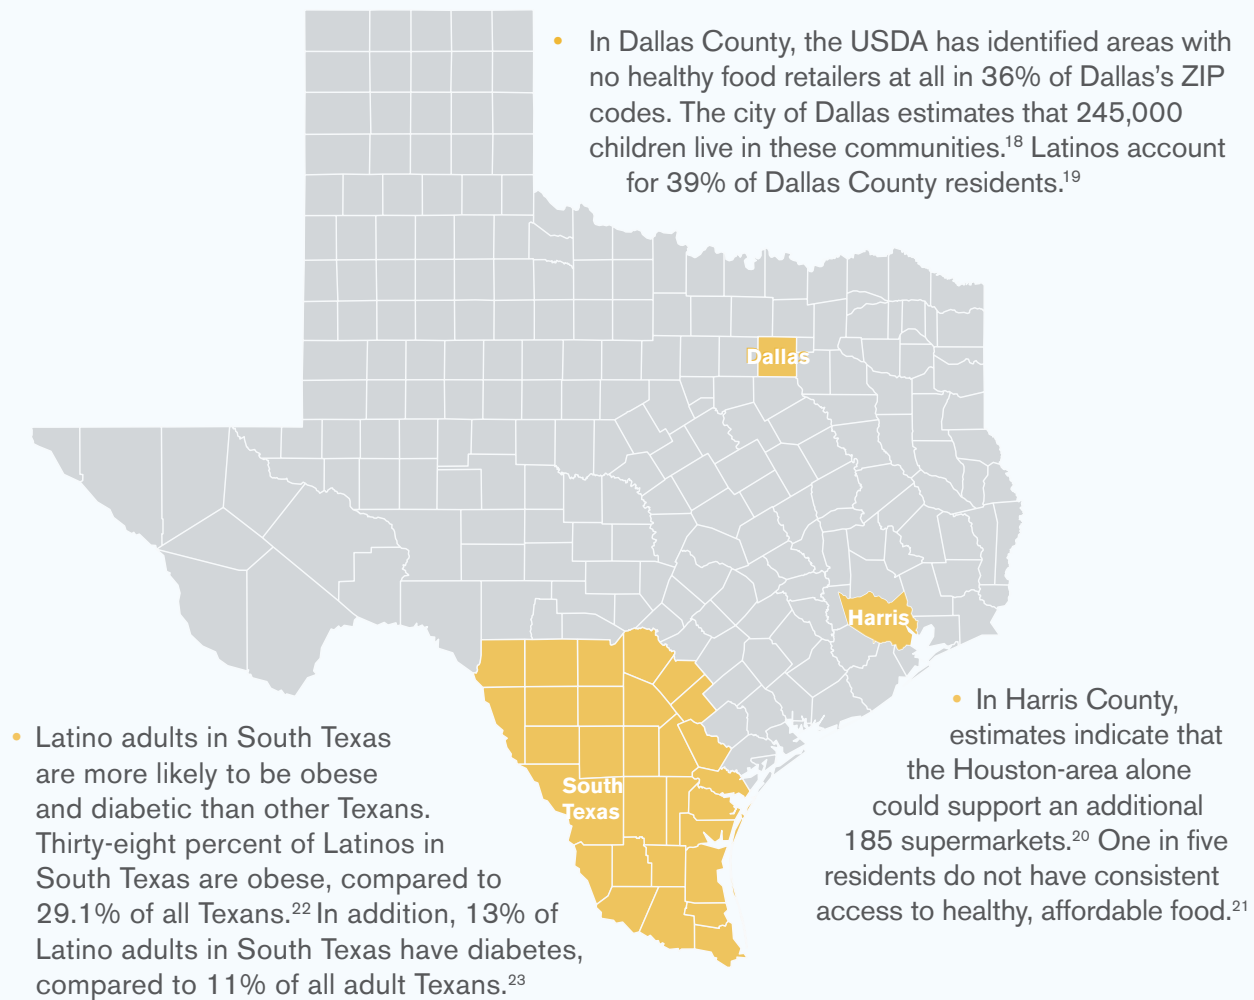 • In Dallas County, the USDA has identified areas with
no healthy food retailers at all in 36% of Dallas’s ZIP
codes. The city of Dallas estimates that 245,000
children live in these communities.¹⁸ Latinos account
for 39% of Dallas County residents.¹⁹
Dallas
Harris
South
Texas
• Latino adults in South Texas
are more likely to be obese
and diabetic than other Texans.
Thirty-eight percent of Latinos in
South Texas are obese, compared to
29.1% of all Texans.²² In addition, 13% of
Latino adults in South Texas have diabetes,
compared to 11% of all adult Texans.²³
• In Harris County,
estimates indicate that
the Houston-area alone
could support an additional
185 supermarkets.²⁰ One in five
residents do not have consistent
access to healthy, affordable food.²¹